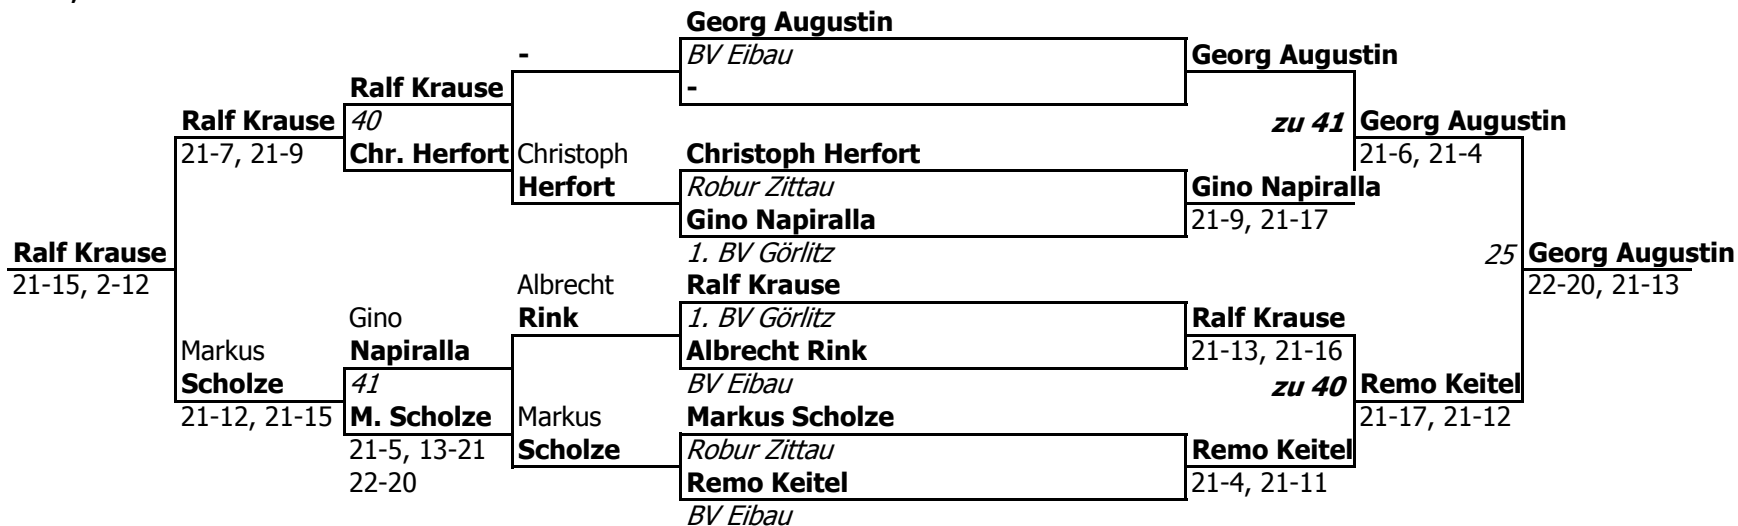 Georg Augustin
- BV Eibau Georg Augustin
Ralf Krause -
Ralf Krause 40 zu 41 Georg Augustin
21-7, 21-9 Chr. Herfort Christoph Christoph Herfort 21-6, 21-4
Herfort Robur Zittau Gino Napiralla
Gino Napiralla 21-9, 21-17
Ralf Krause 1. BV Görlitz 25 Georg Augustin
21-15, 2-12 Albrecht Ralf Krause 22-20, 21-13
Gino Rink 1. BV Görlitz Ralf Krause
Markus Napiralla Albrecht Rink 21-13, 21-16
Scholze 41 BV Eibau zu 40 Remo Keitel
21-12, 21-15 M. Scholze Markus Markus Scholze 21-17, 21-12
21-5, 13-21 Scholze Robur Zittau Remo Keitel
22-20 Remo Keitel 21-4, 21-11
BV Eibau